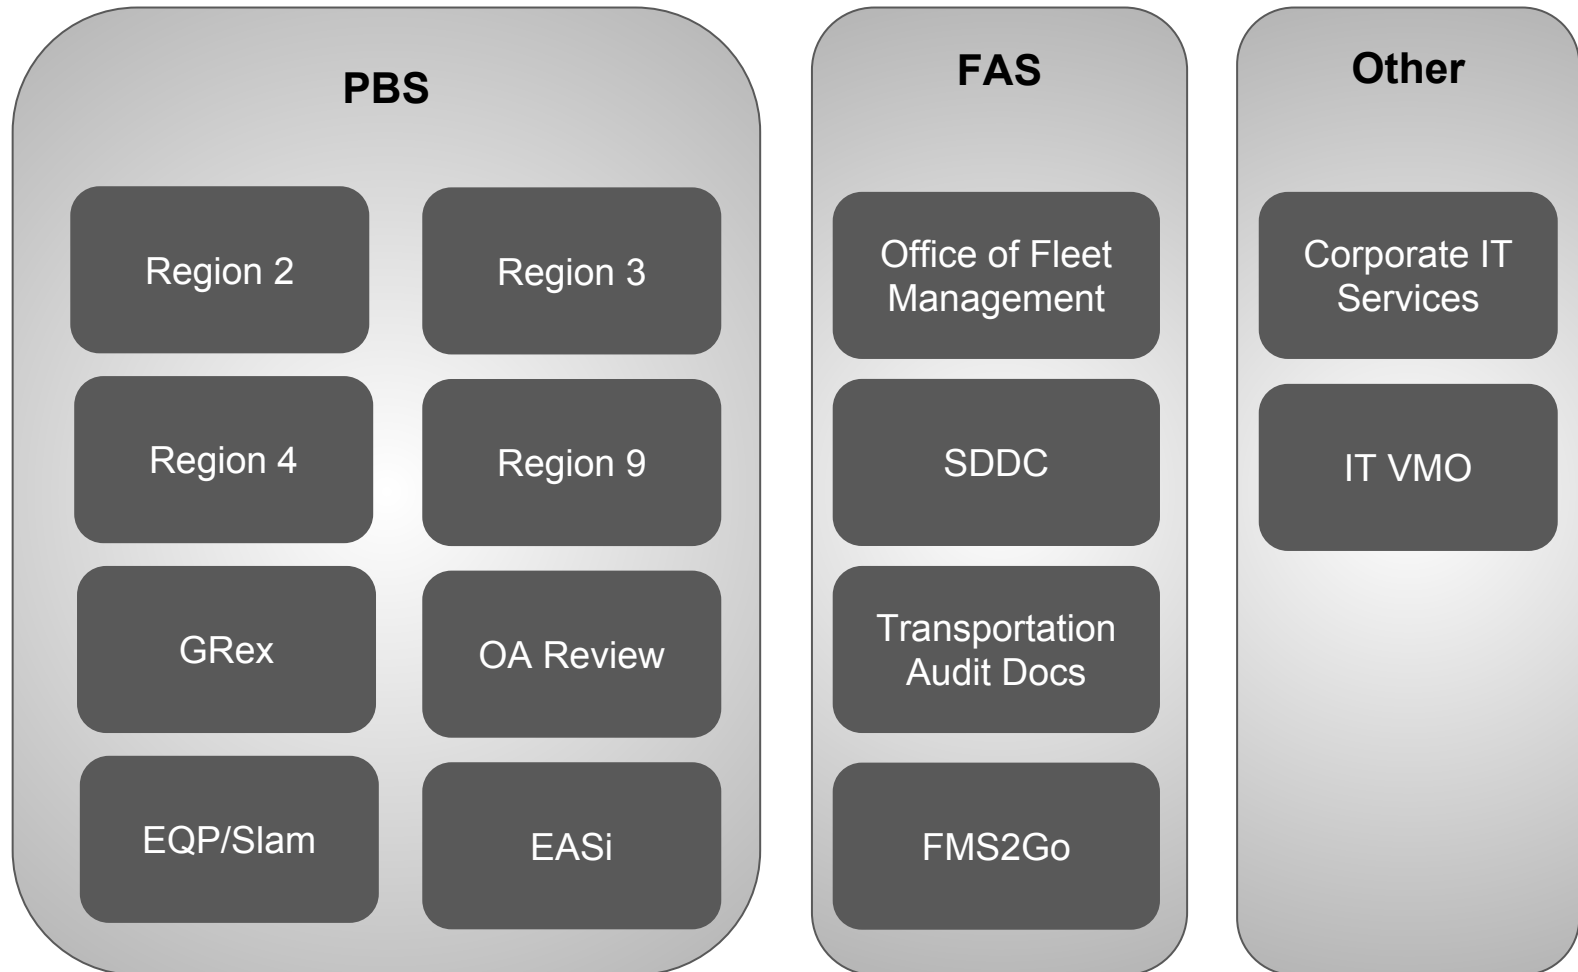 PBS
Region 2
Region 3
Region 4
Region 9
GRex
OA Review
EQP/Slam
EASi
FAS
Office of Fleet
Management
SDDC
Transportation
Audit Docs
FMS2Go
Other
Corporate IT
Services
IT VMO